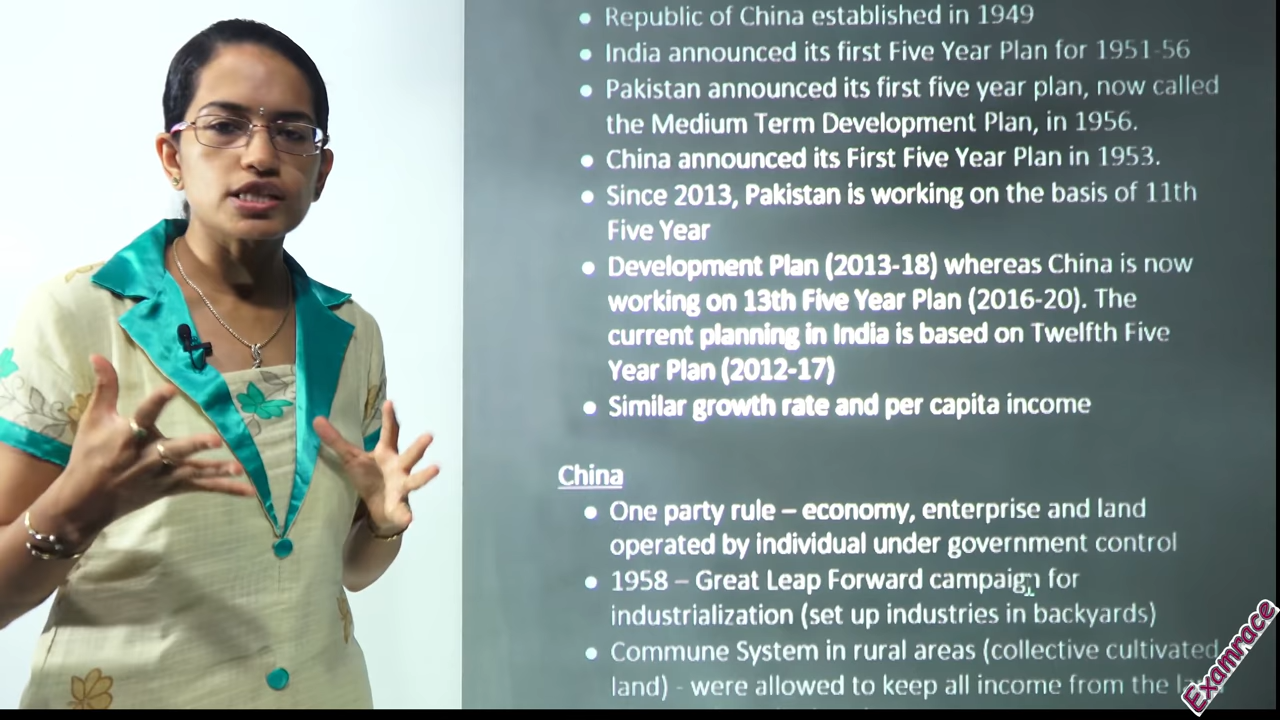 Republic of China established in 1949
India announced its first Five Year Plan for 1951-56
Pakistan announced its first five year plan, now called
the Medium Term Development Plan, in 1956.
China announced its First Five Year Plan in 1953.
Since 2013, Pakistan is working on the basis of 11th
Five Year
Development Plan (2013-18) whereas China is now
working on 13th Five Year Plan (2016-20). The
current planning in India is based on Twelfth Five
Year Plan (2012-17)
Similar growth rate and per capita income
China
One party rule – economy, enterprise and land
operated by individual under government control
1958 – Great Leap Forward campaign for
industrialization (set up industries in backyards)
Commune System in rural areas (collective cultivated
land) - were allowed to keep all income from the
Examrace